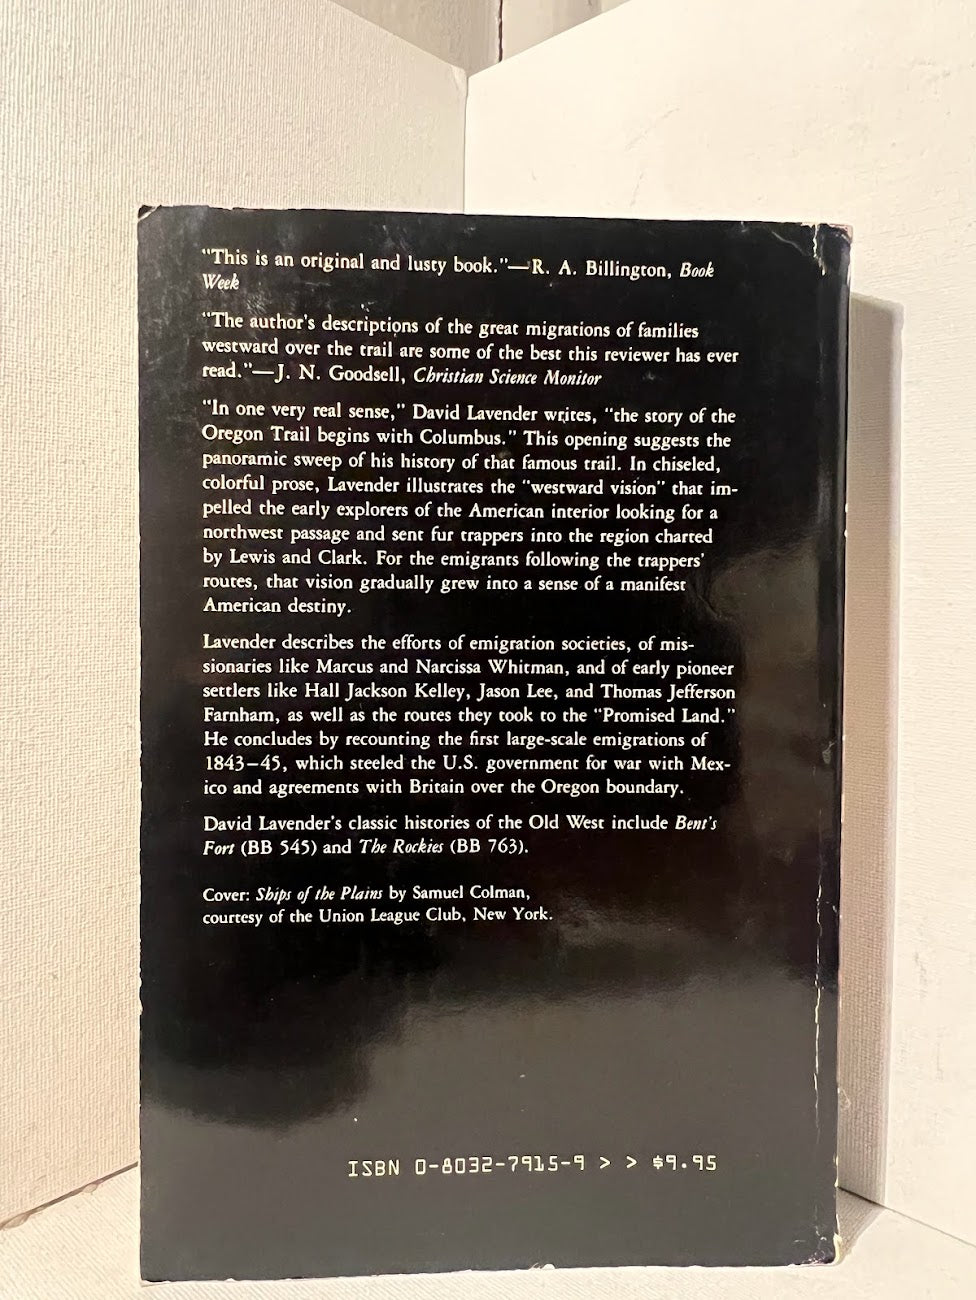 "This is an original and lusty book."—R. A. Billington, Book
Week
"The author's descriptions of the great migrations of families
westward over the trail are some of the best this reviewer has ever
read."—J. N. Goodsell, Christian Science Monitor
"In one very real sense," David Lavender writes, "the story of the
Oregon Trail begins with Columbus." This opening suggests the
panoramic sweep of his history of that famous trail. In chiseled,
colorful prose, Lavender illustrates the "westward vision" that im-
pelled the early explorers of the American interior looking for a
northwest passage and sent fur trappers into the region charted
by Lewis and Clark. For the emigrants following the trappers'
routes, that vision gradually grew into a sense of a manifest
American destiny.
Lavender describes the efforts of emigration societies, of mis-
sionaries like Marcus and Narcissa Whitman, and of early pioneer
settlers like Hall Jackson Kelley, Jason Lee, and Thomas Jefferson
Farnham, as well as the routes they took to the "Promised Land."
He concludes by recounting the first large-scale emigrations of
1843–45, which steeled the U.S. government for war with Mex-
ico and agreements with Britain over the Oregon boundary.
David Lavender's classic histories of the Old West include Bent's
Fort (BB 545) and The Rockies (BB 763).
Cover: Ships of the Plains by Samuel Colman,
courtesy of the Union League Club, New York.
ISBN 0-8032-7915-9 > > $9.95